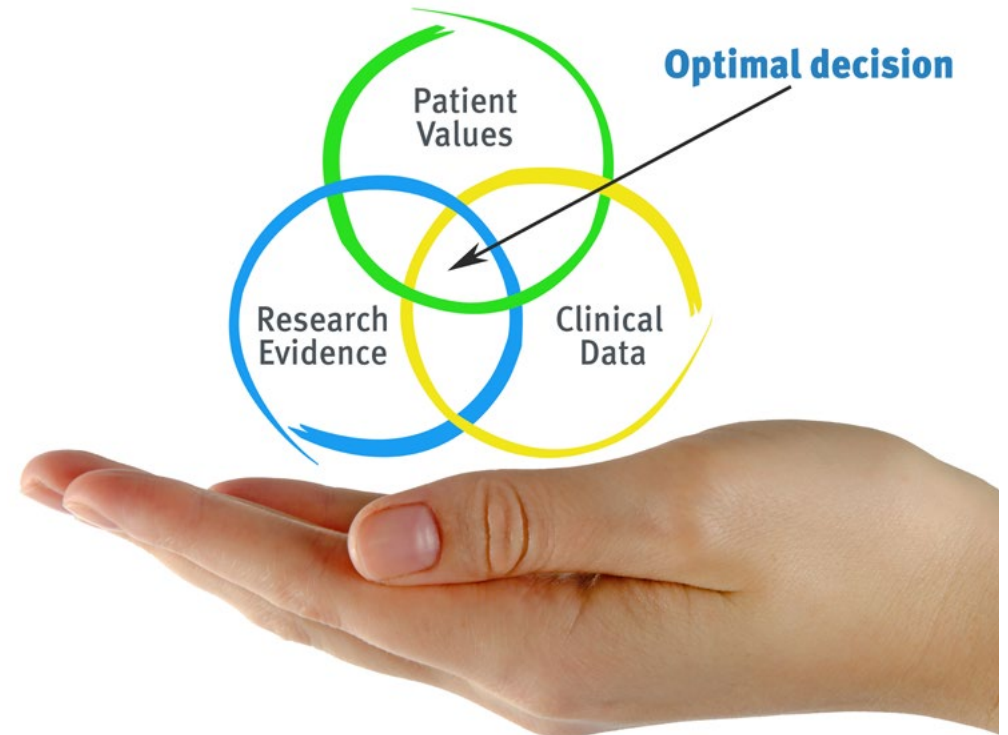 Optimal decision
Patient
Values
Research
Evidence
Clinical
Data